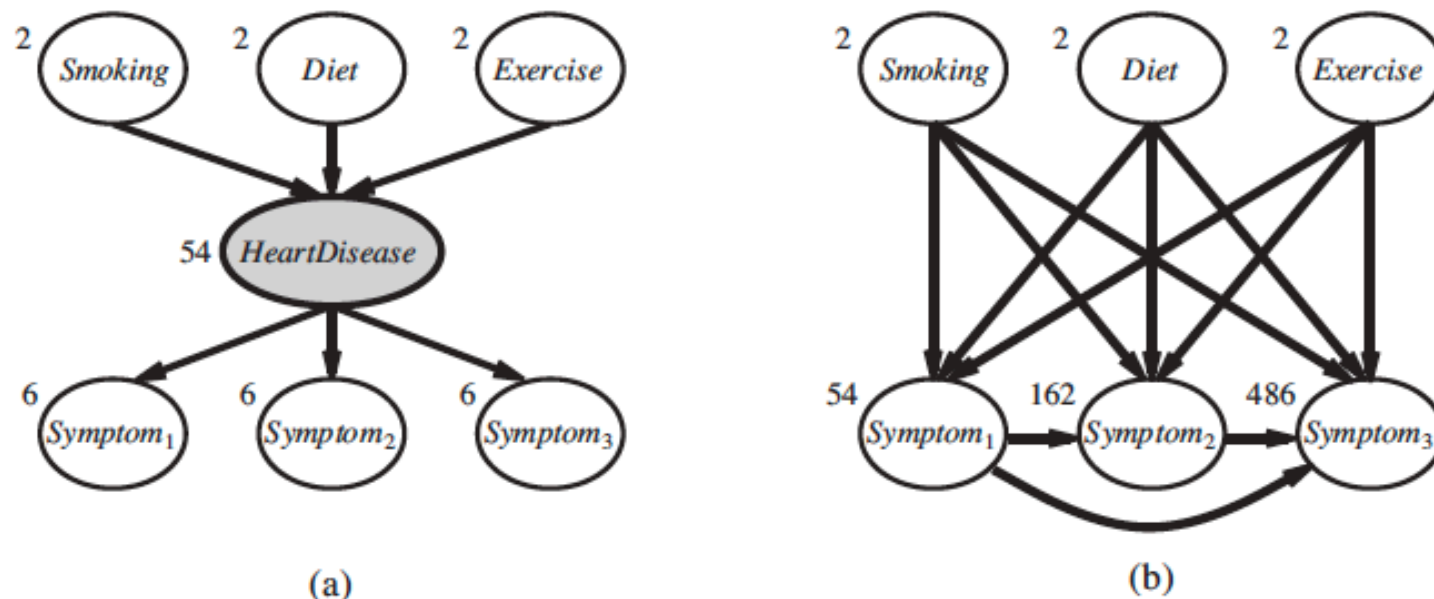 2 Smoking 2 Diet 2 Exercise
54 HeartDisease
6 Symptom₁ 6 Symptom₂ 6 Symptom₃
(a)
2 Smoking 2 Diet 2 Exercise
54 Symptom₁ 162 Symptom₂ 486 Symptom₃
(b)